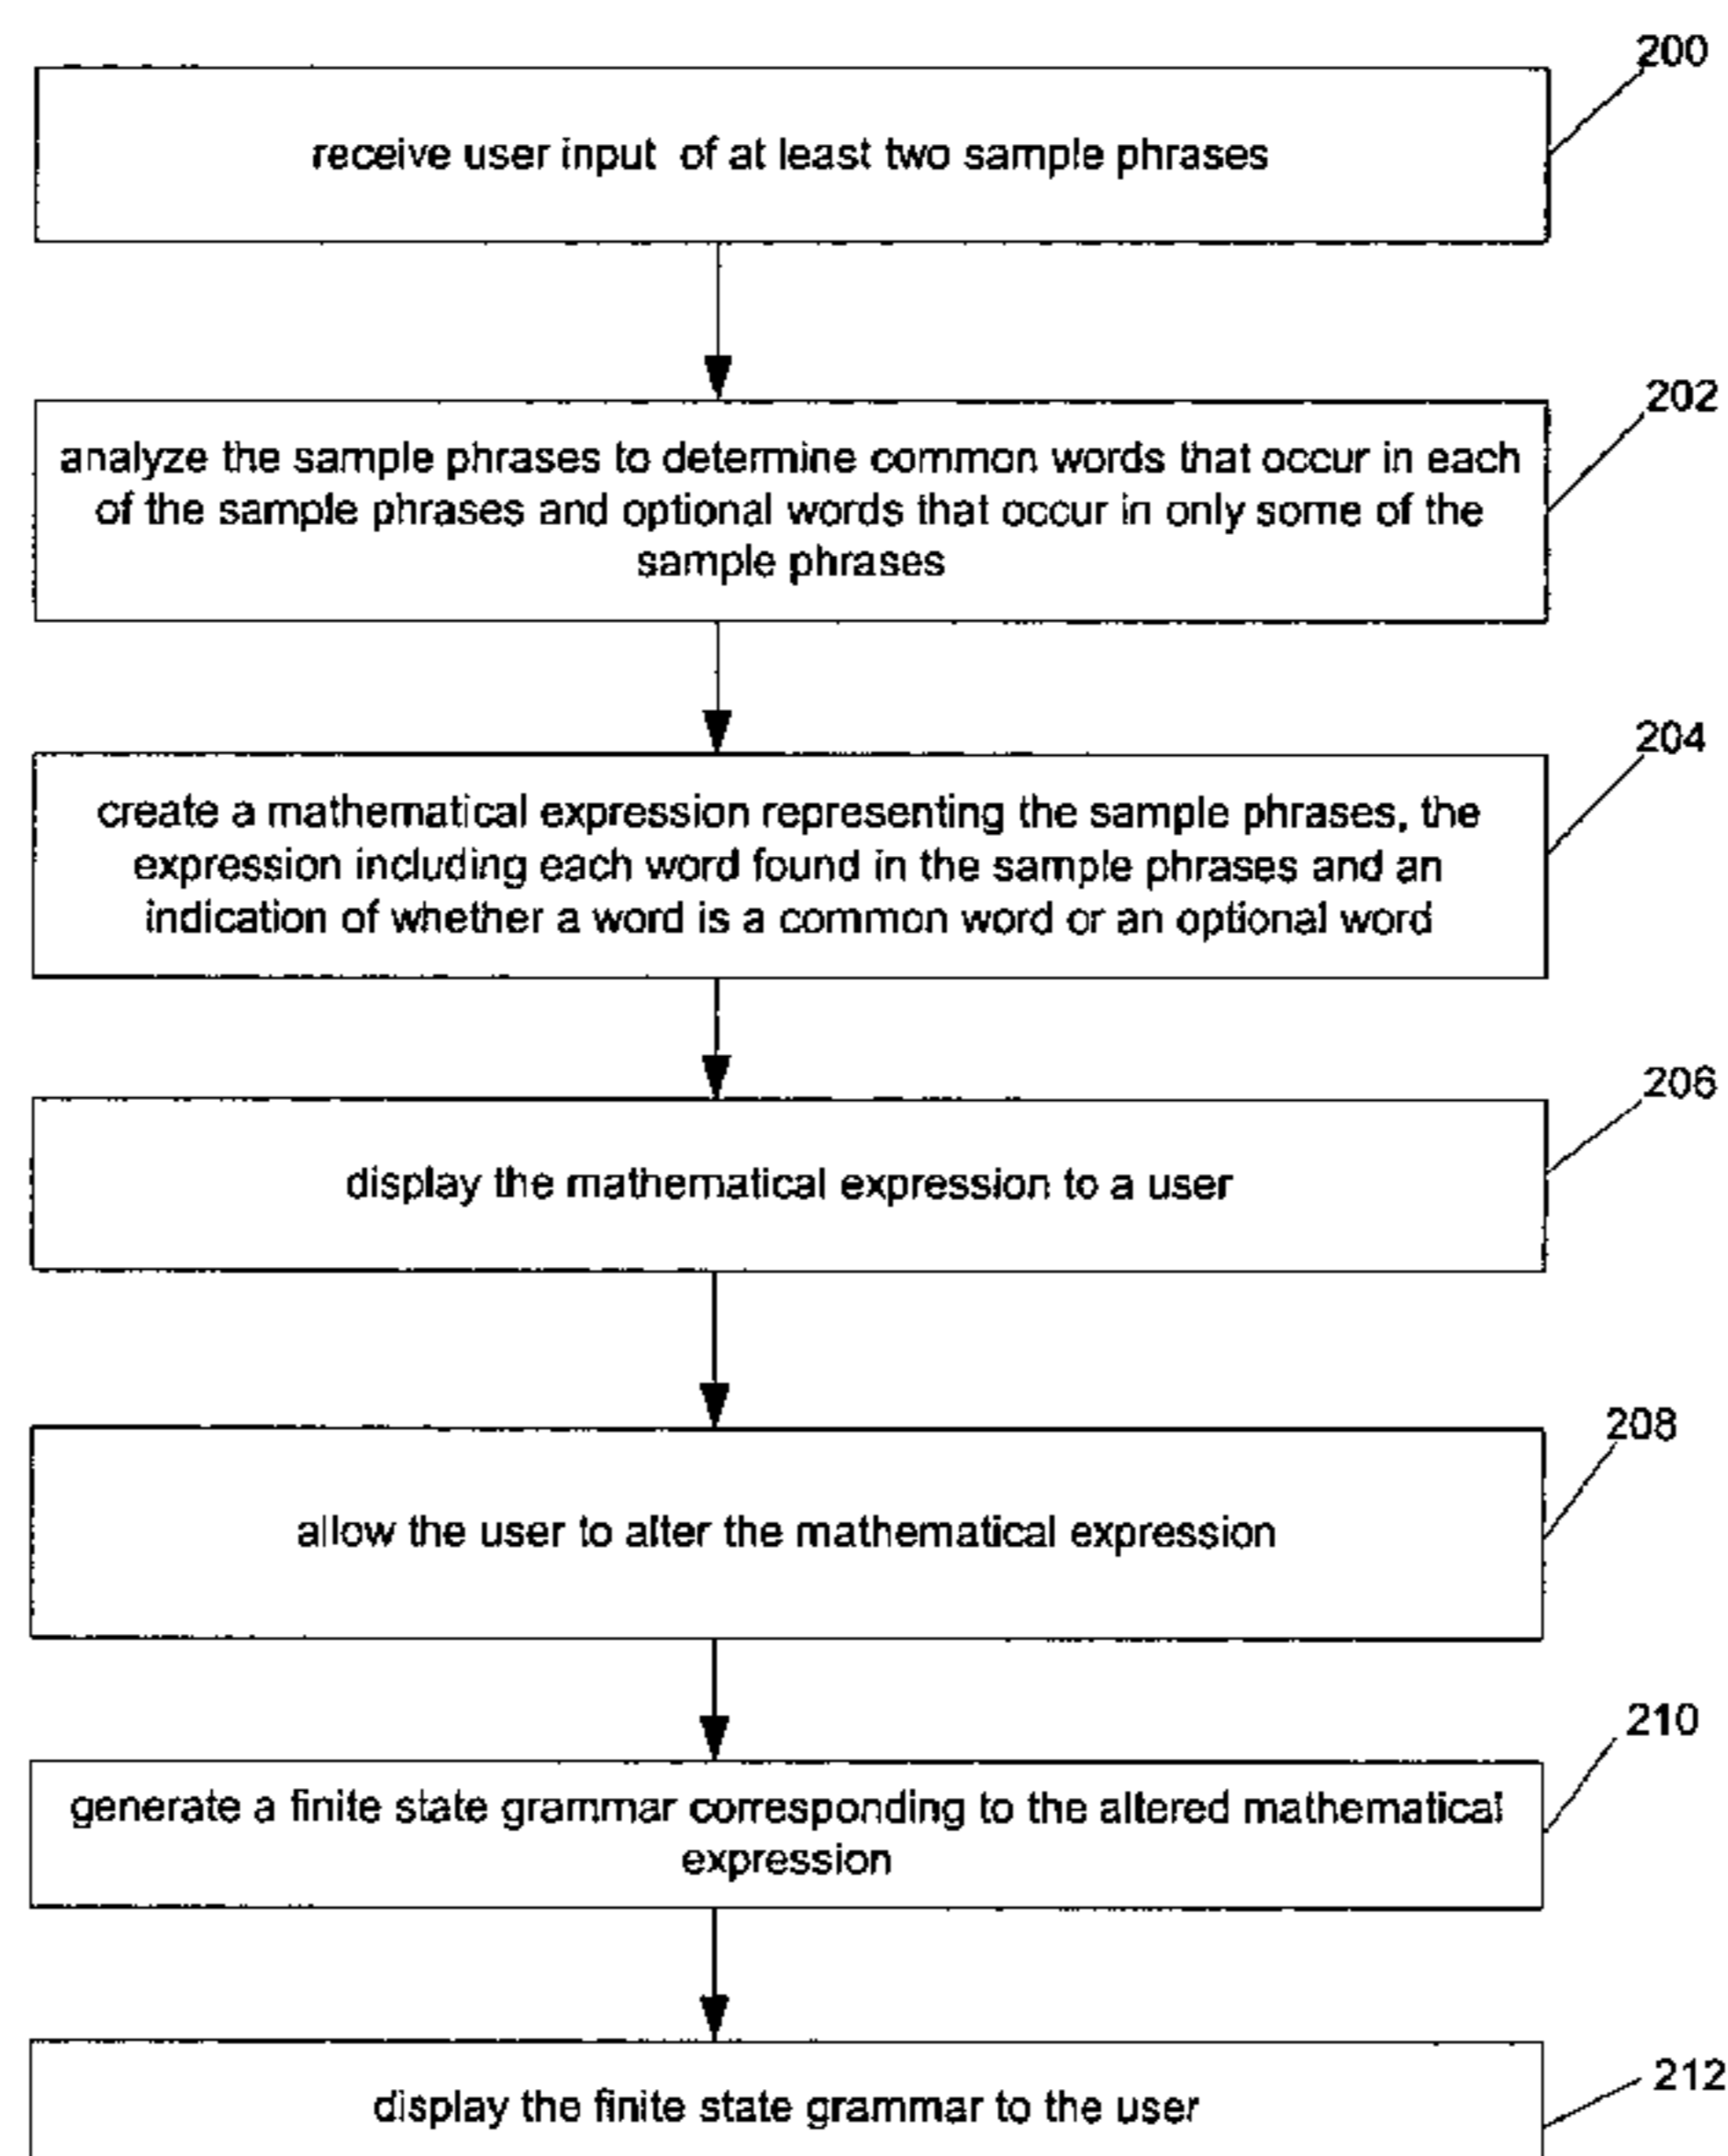 200
receive user input of at least two sample phrases
202
analyze the sample phrases to determine common words that occur in each
of the sample phrases and optional words that occur in only some of the
sample phrases
204
create a mathematical expression representing the sample phrases, the
expression including each word found in the sample phrases and an
indication of whether a word is a common word or an optional word
206
display the mathematical expression to a user
208
allow the user to alter the mathematical expression
210
generate a finite state grammar corresponding to the altered mathematical
expression
212
display the finite state grammar to the user